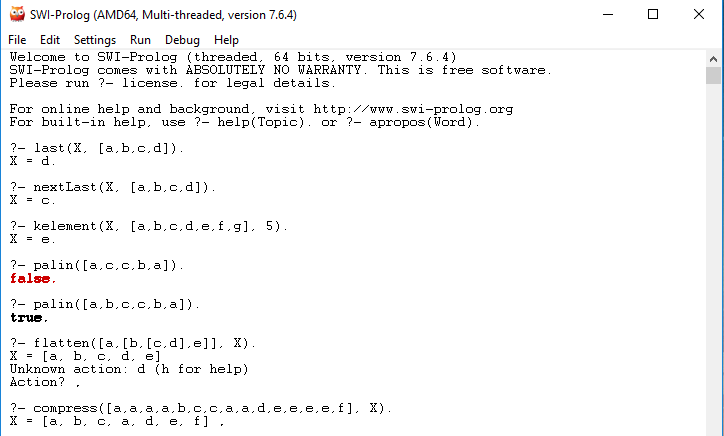 SWI-Prolog (AMD64, Multi-threaded, version 7.6.4)
File Edit Settings Run Debug Help
Welcome to SWI-Prolog (threaded, 64 bits, version 7.6.4)
SWI-Prolog comes with ABSOLUTELY NO WARRANTY. This is free software.
Please run ?- license. for legal details.
For online help and background, visit http://www.swi-prolog.org
For built-in help, use ?- help(Topic). or ?- apropos(Word).
?- last(X, [a,b,c,d]).
X = d.
?- nextLast(X, [a,b,c,d]).
X = c.
?- kelement(X, [a,b,c,d,e,f,g], 5).
X = e.
?- palin([a,c,c,b,a]).
false.
?- palin([a,b,c,c,b,a]).
true.
?- flatten([a,[b,[c,d],e]], X).
X = [a, b, c, d, e]
Unknown action: d (h for help)
Action? .
?- compress([a,a,a,a,b,c,c,a,a,d,e,e,e,e,f], X).
X = [a, b, c, a, d, e, f] .